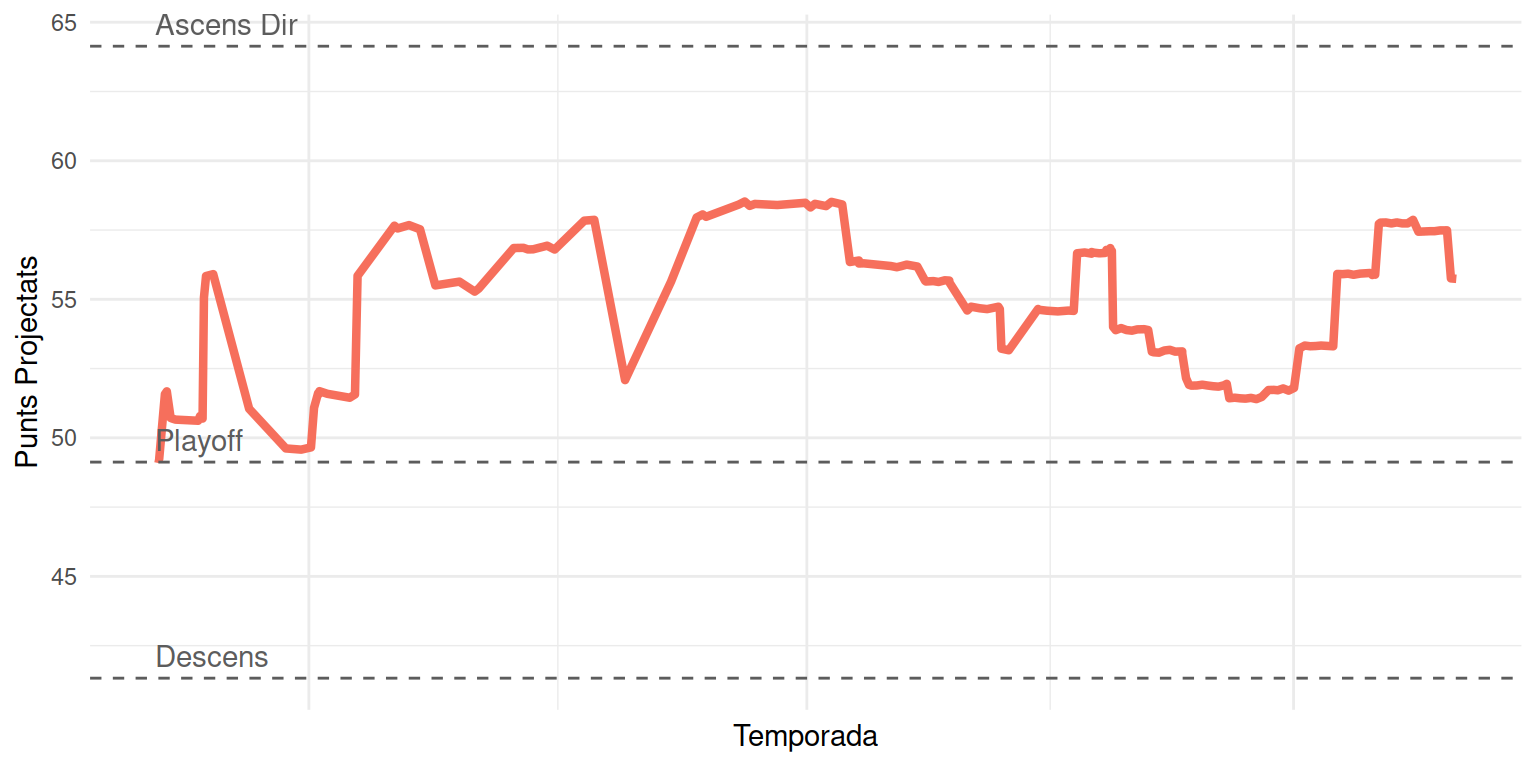 65
Ascens Dir
60
55
50
Playoff
45
Descens
Punts Projectats
Temporada